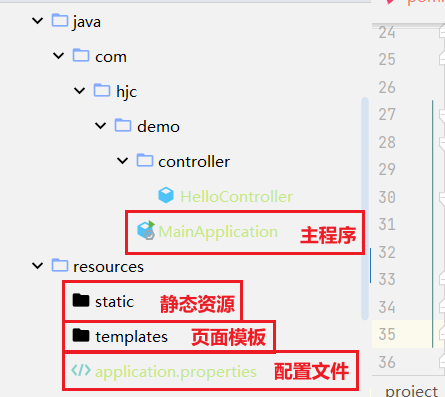 java
com
hjc
demo
controller
HelloController
MainApplication 主程序
resources
static 静态资源
templates 页面模板
application.properties 配置文件
24
25
26
27
28
29
30
31
32
33
34
35
36
project